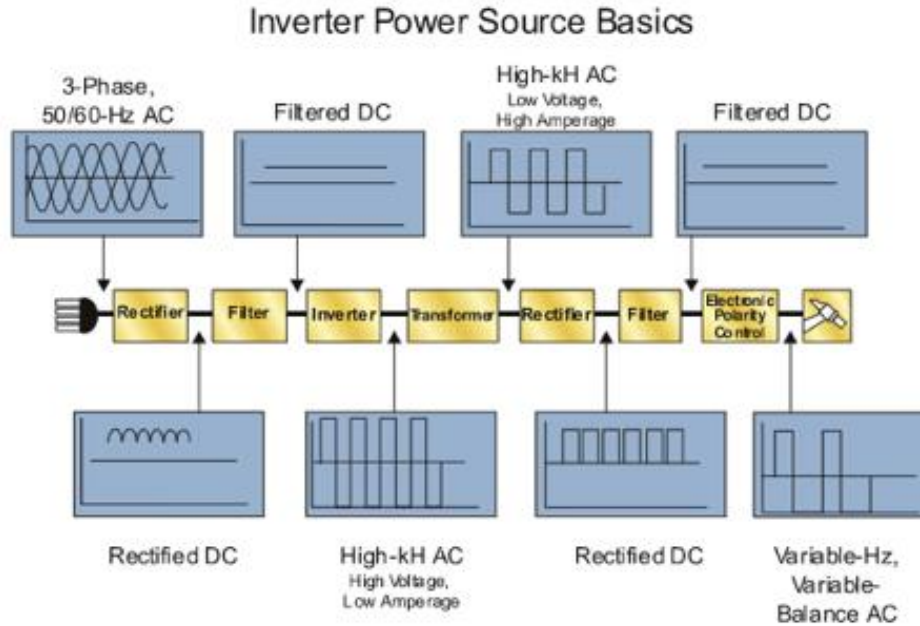 Inverter Power Source Basics
3-Phase,
50/60-Hz AC
Filtered DC
High-kH AC
Low Voltage,
High Amperage
Filtered DC
Rectifier
Filter
Inverter
Transformer
Rectifier
Filter
Electronic
Polarity
Control
Rectified DC
High-kH AC
High Voltage,
Low Amperage
Rectified DC
Variable-Hz,
Variable-
Balance AC